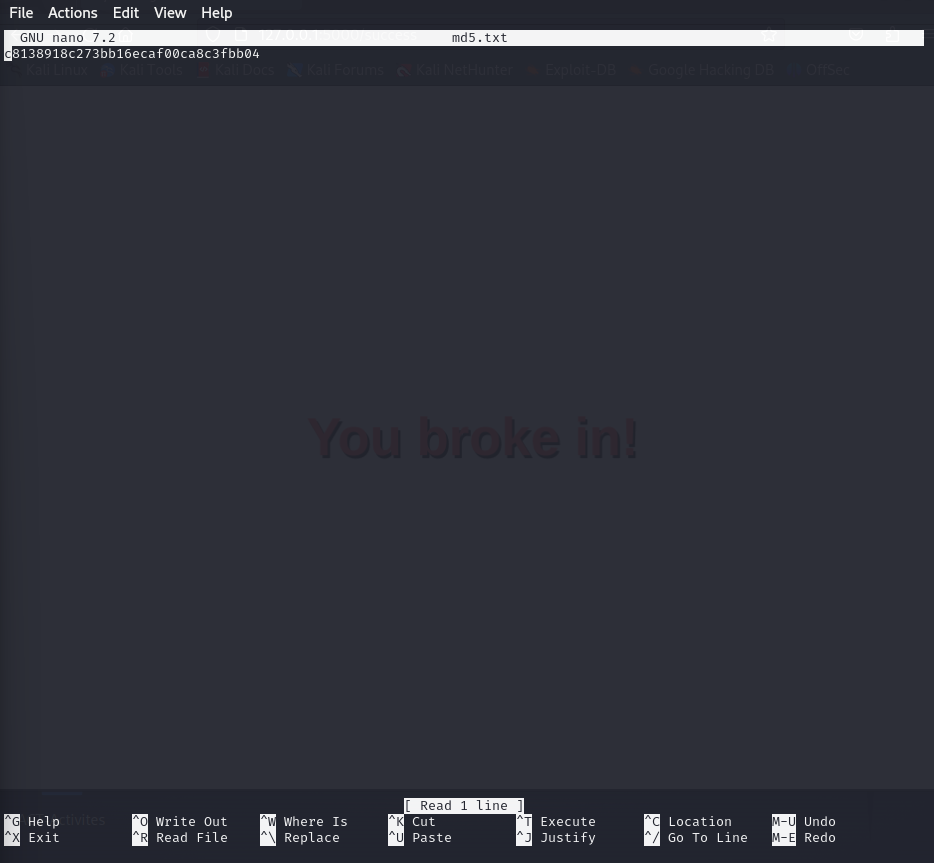 File Actions Edit View Help
GNU nano 7.2 md5.txt
c8138918c273bb16ecaf00ca8c3fbb04
Kali Linux Kali Tools Kali Docs Kali Forums Kali NetHunter Exploit-DB Google Hacking DB OffSec
You broke in!
[ Read 1 line ]
^G Help ^O Write Out ^W Where Is ^K Cut ^T Execute ^C Location M-U Undo
^X Exit ^R Read File ^\ Replace ^U Paste ^J Justify ^/ Go To Line M-E Redo